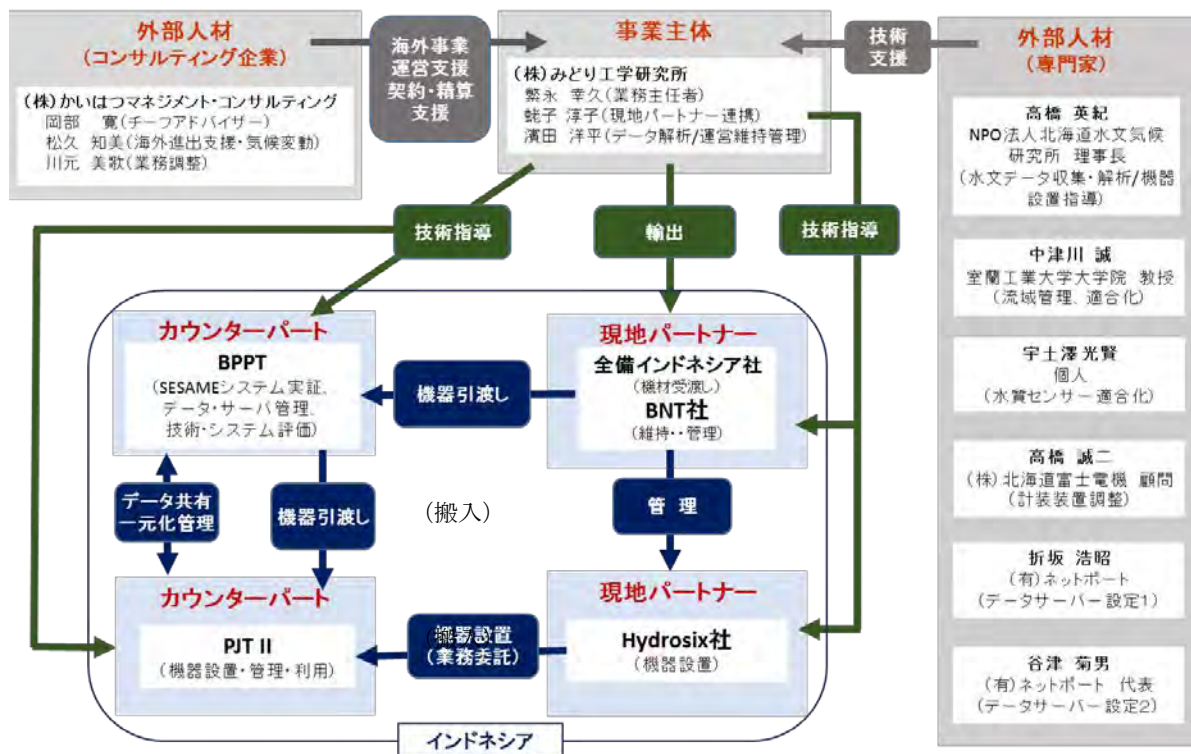 外部人材
(コンサルティング企業)
(株)かいはつマネジメント・コンサルティング
岡部 寛(チーフアドバイザー)
松久 知美(海外進出支援・気候変動)
川元 美歌(業務調整)
海外事業
運営支援
契約・精算
支援
事業主体
(株)みどり工学研究所
繁永 幸久(業務主任者)
蛯子 淳子(現地パートナー連携)
濱田 洋平(データ解析/運営維持管理)
技術
支援
外部人材
(専門家)
高橋 英紀
NPO法人北海道水文気候
研究所 理事長
(水文データ収集・解析/機器
設置指導)
中津川 誠
室蘭工業大学大学院 教授
(流域管理、適合化)
宇土澤光賢
個人
(水質センサー適合化)
高橋 誠二
(株)北海道富士電機 顧問
(計装装置調整)
折坂 浩昭
(有)ネットポート
(データサーバー設定1)
谷津 菊男
(有)ネットポート 代表
(データサーバー設定2)
技術指導
輸出
技術指導
カウンターパート
BPPT
(SESAMEシステム実証、
データ・サーバ管理、
技術・システム評価)
機器引渡し
現地パートナー
全備インドネシア社
(機材受渡し)
BNT社
(維持・・管理)
データ共有
一元化管理
機器引渡し
(搬入)
管 理
カウンターパート
PJT II
(機器設置・管理・利用)
機器設置
(業務委託)
現地パートナー
Hydrosix社
(機器設置)
インドネシア